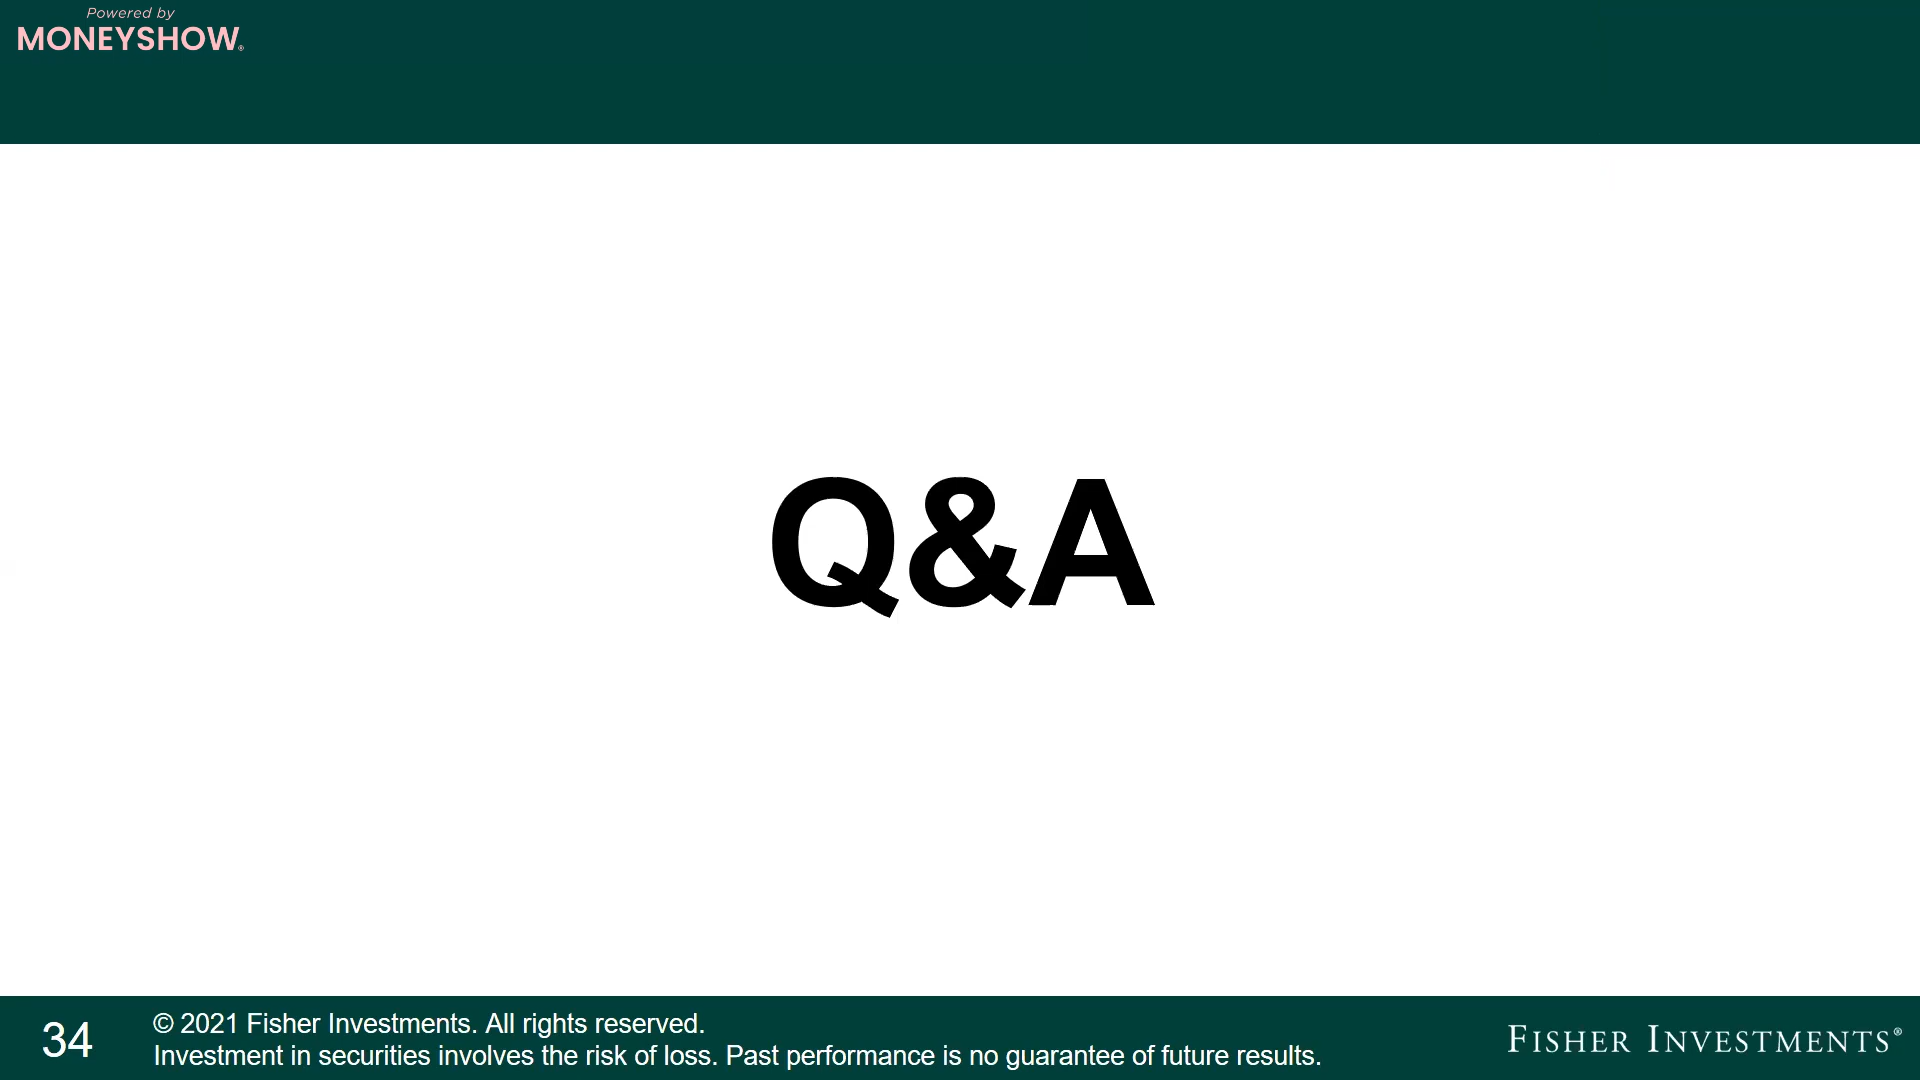 Powered by
MONEYSHOW®
Q&A
34
© 2021 Fisher Investments. All rights reserved.
Investment in securities involves the risk of loss. Past performance is no guarantee of future results.
FISHER INVESTMENTS®